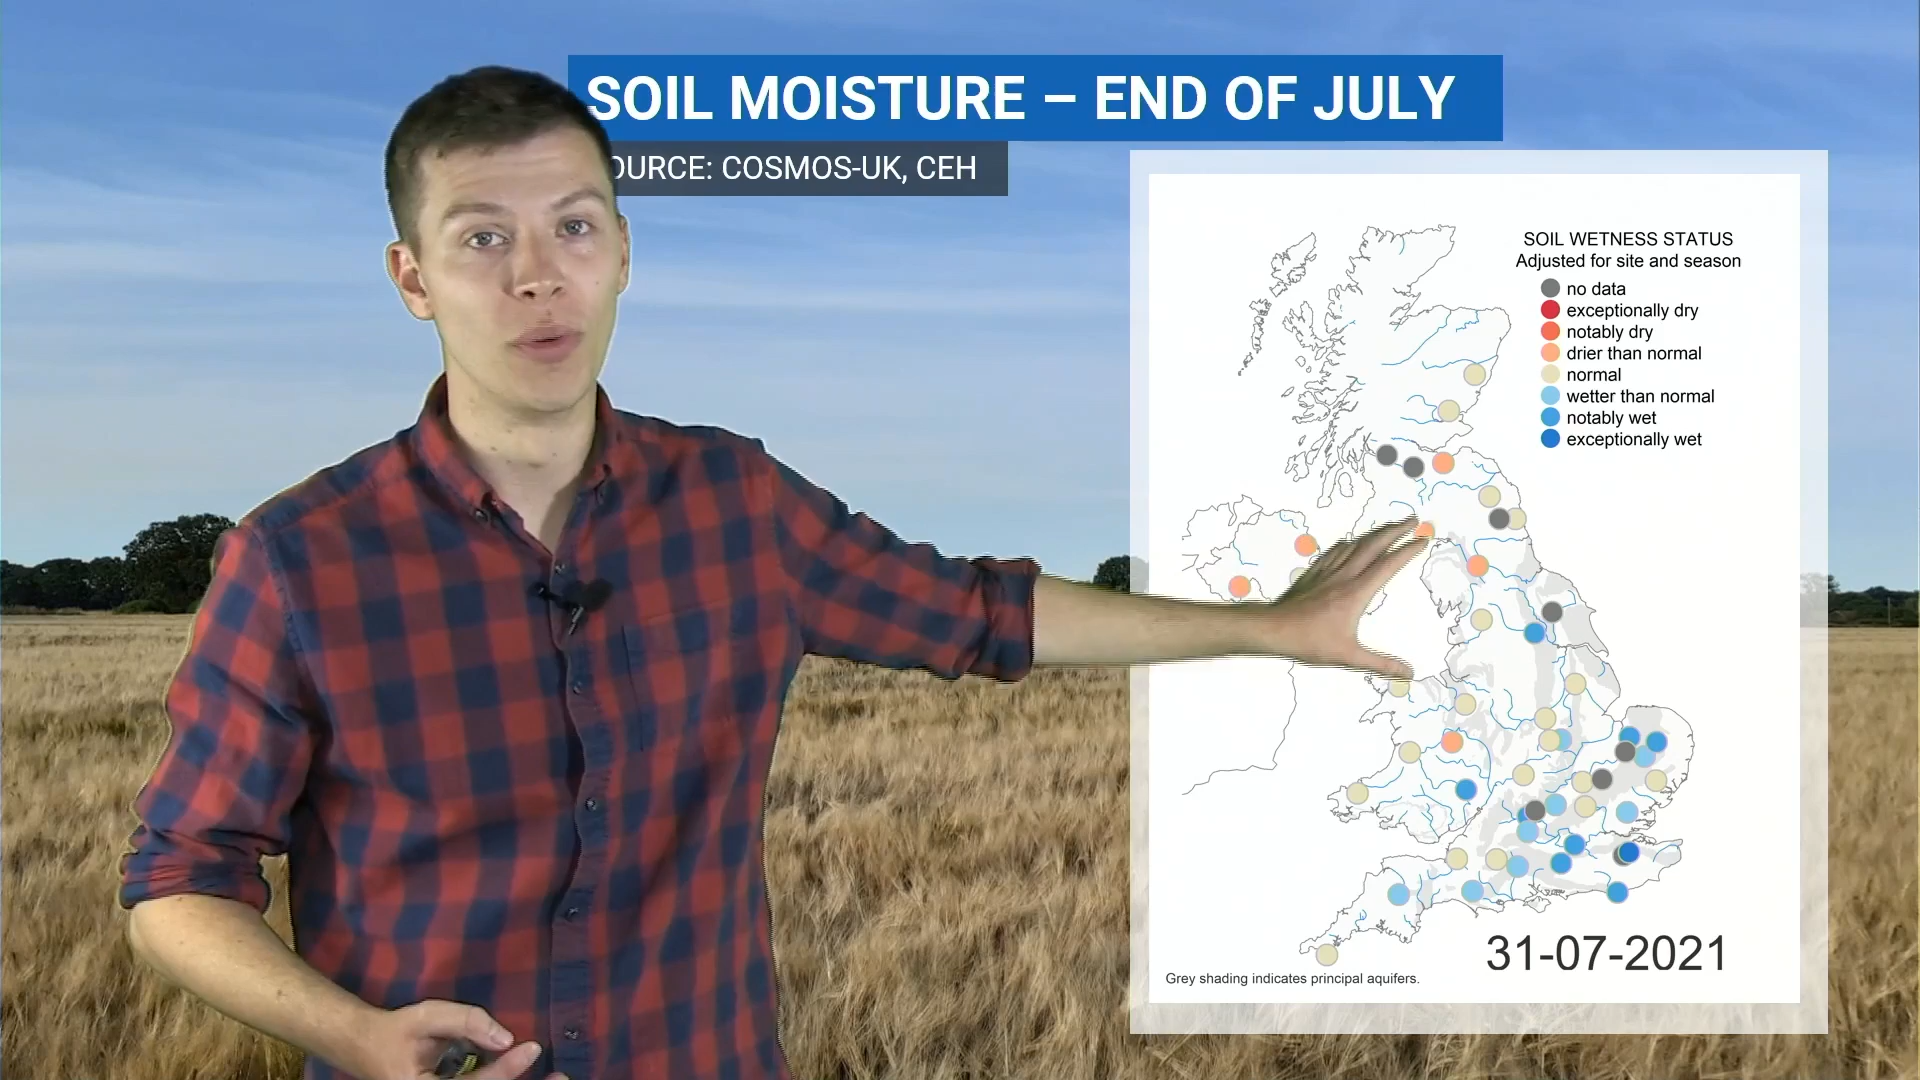 SOIL MOISTURE – END OF JULY
OURCE: COSMOS-UK, CEH
SOIL WETNESS STATUS
Adjusted for site and season
no data
exceptionally dry
notably dry
drier than normal
normal
wetter than normal
notably wet
exceptionally wet
31-07-2021
Grey shading indicates principal aquifers.